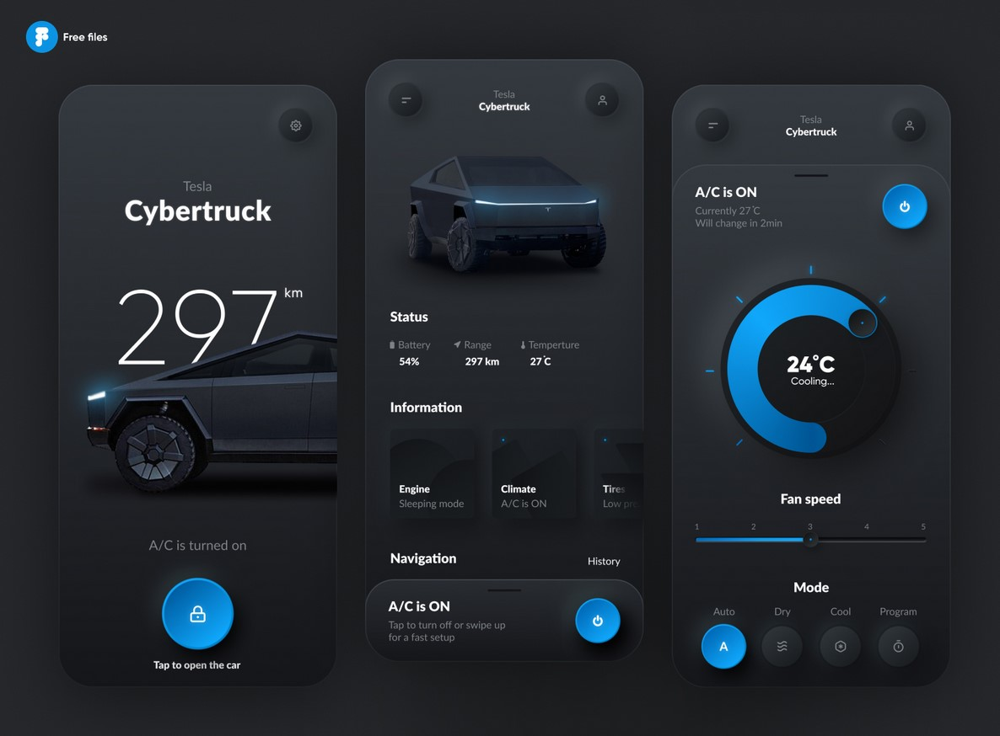 Free files
Tesla
Cybertruck
297 km
A/C is turned on
Tap to open the car
Tesla
Cybertruck
Status
Battery Range Temperture
54% 297 km 27°C
Information
Engine Climate Tires
Sleeping mode A/C is ON Low pre
Navigation History
A/C is ON
Tap to turn off or swipe up
for a fast setup
Tesla
Cybertruck
A/C is ON
Currently 27°C
Will change in 2min
24°C
Cooling...
Fan speed
1 2 3 4 5
Mode
Auto Dry Cool Program
A